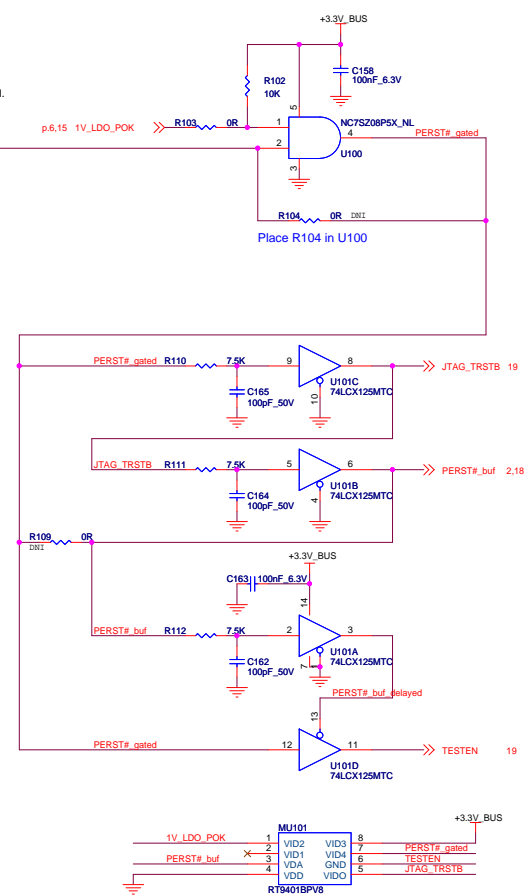 +3.3V_BUS
C158
100nF_6.3V
R102
10K
.
5
NC7SZ08P5X_NL
p.6,15 1V_LDO_POK R103 0R 1 4 PERST#_gated
2
U100
3
R104 0R DNI
Place R104 in U100
PERST#_gated R110 7.5K 9 8 JTAG_TRSTB 19
U101C
74LCX125MTC
C165
100pF_50V
10
JTAG_TRSTB R111 7.5K 5 6 PERST#_buf 2,18
U101B
74LCX125MTC
C164
100pF_50V
4
R109 0R
DNI
+3.3V_BUS
C163 100nF_6.3V
14
PERST#_buf R112 7.5K 2 3
U101A
74LCX125MTC
C162
100pF_50V
7 1
PERST#_buf_delayed
13
PERST#_gated 12 11 TESTEN 19
U101D
74LCX125MTC
+3.3V_BUS
MU101
1V_LDO_POK 1 VID2 VID3 8
2 VID1 VID4 7 PERST#_gated
PERST#_buf 3 VDA GND 6 TESTEN
4 VDD VIDO 5 JTAG_TRSTB
RT9401BPV8